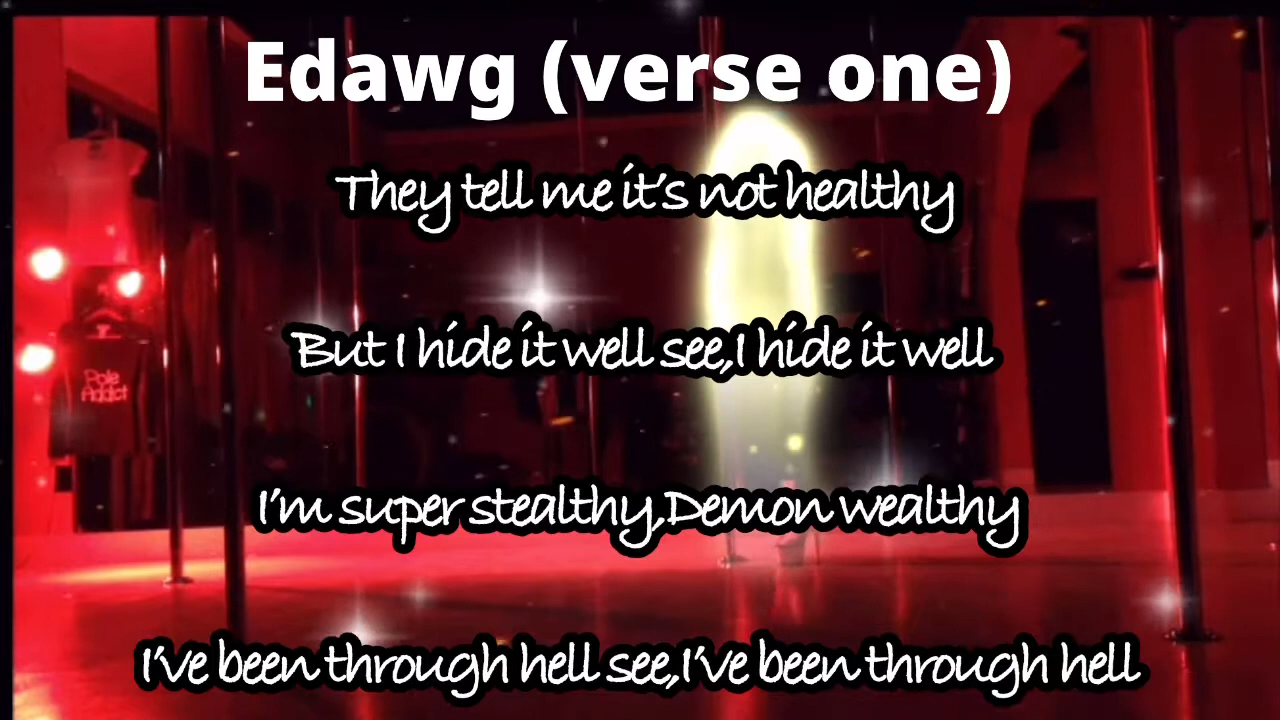 Edawg (verse one)
They tell me it's not healthy
But I hide it well see,I hide it well
Pole
Addict
I'm super stealthy,Demon wealthy
I've been through hell see,I've been through hell